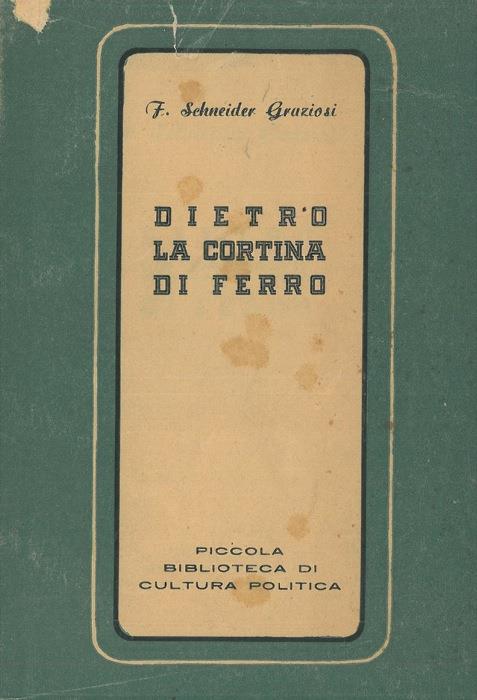 F. Schneider Graziosi
DIETRO
LA CORTINA
DI FERRO
PICCOLA
BIBLIOTECA DI
CULTURA POLITICA